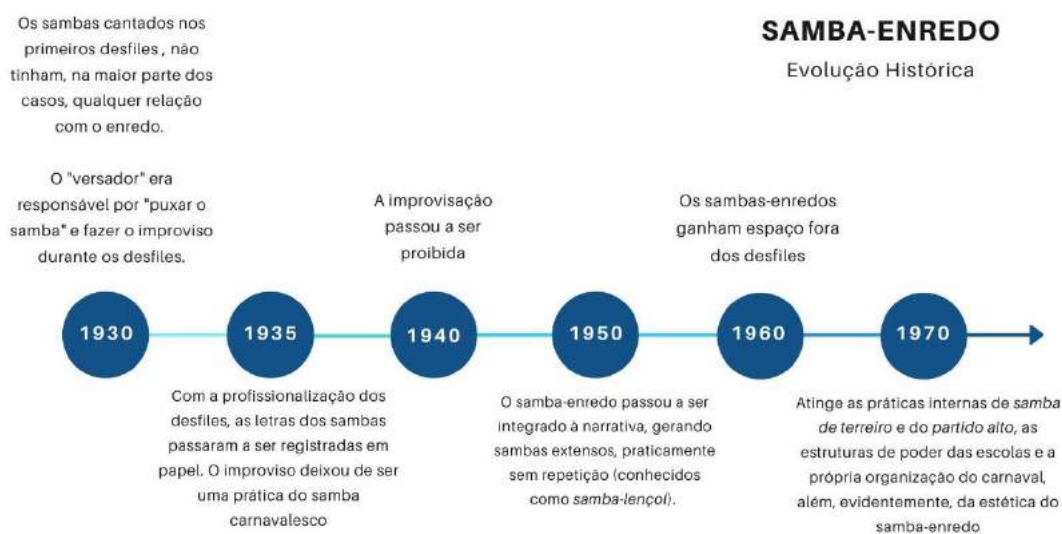 SAMBA-ENREDO
Evolução Histórica
Os sambas cantados nos
primeiros desfiles , não
tinham, na maior parte dos
casos, qualquer relação
com o enredo.
O "versador" era
responsável por "puxar o
samba" e fazer o improviso
durante os desfiles.
A improvisação
passou a ser
proibida
Os sambas-enredos
ganham espaço fora
dos desfiles
1930
1935
1940
1950
1960
1970
Com a profissionalização dos
desfiles, as letras dos sambas
passaram a ser registradas em
papel. O improviso deixou de ser
uma prática do samba
carnavalesco
O samba-enredo passou a ser
integrado à narrativa, gerando
sambas extensos, praticamente
sem repetição (conhecidos
como samba-lençol).
Atinge as práticas internas de samba
de terreiro e do partido alto, as
estruturas de poder das escolas e a
própria organização do carnaval,
além, evidentemente, da estética do
samba-enredo